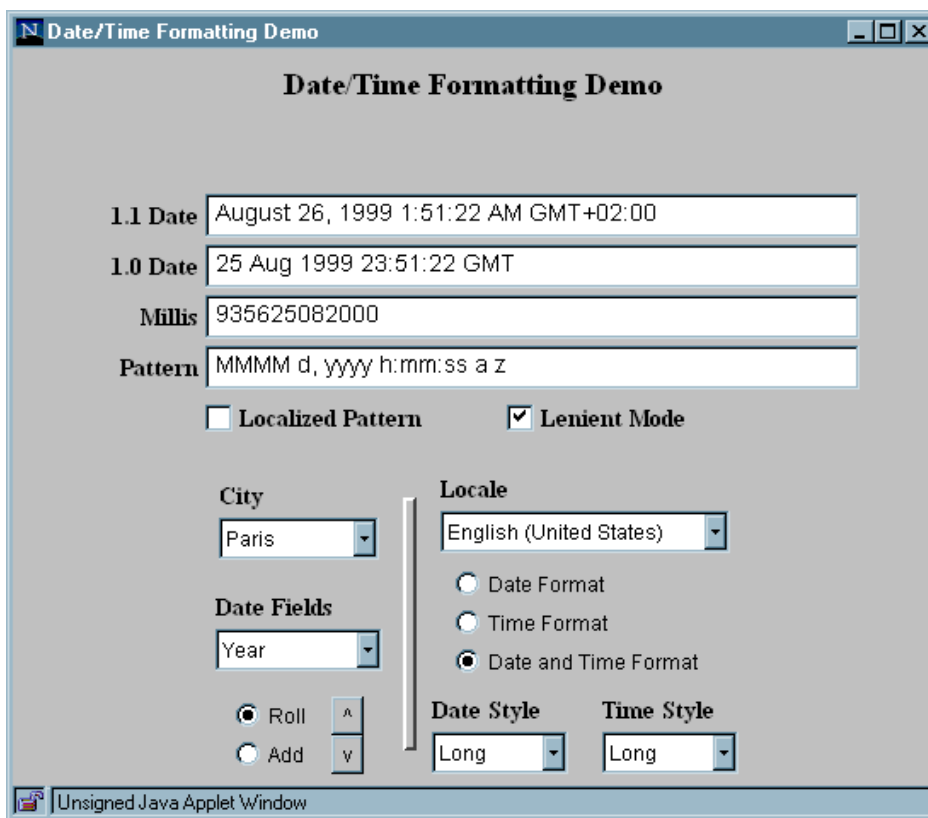 N Date/Time Formatting Demo
Date/Time Formatting Demo
1.1 Date August 26, 1999 1:51:22 AM GMT+02:00
1.0 Date 25 Aug 1999 23:51:22 GMT
Millis 935625082000
Pattern MMMM d, yyyy h:mm:ss a z
Localized Pattern Lenient Mode
City
Paris
Date Fields
Year
Roll ^
Add v
Locale
English (United States)
Date Format
Time Format
Date and Time Format
Date Style Time Style
Long Long
Unsigned Java Applet Window